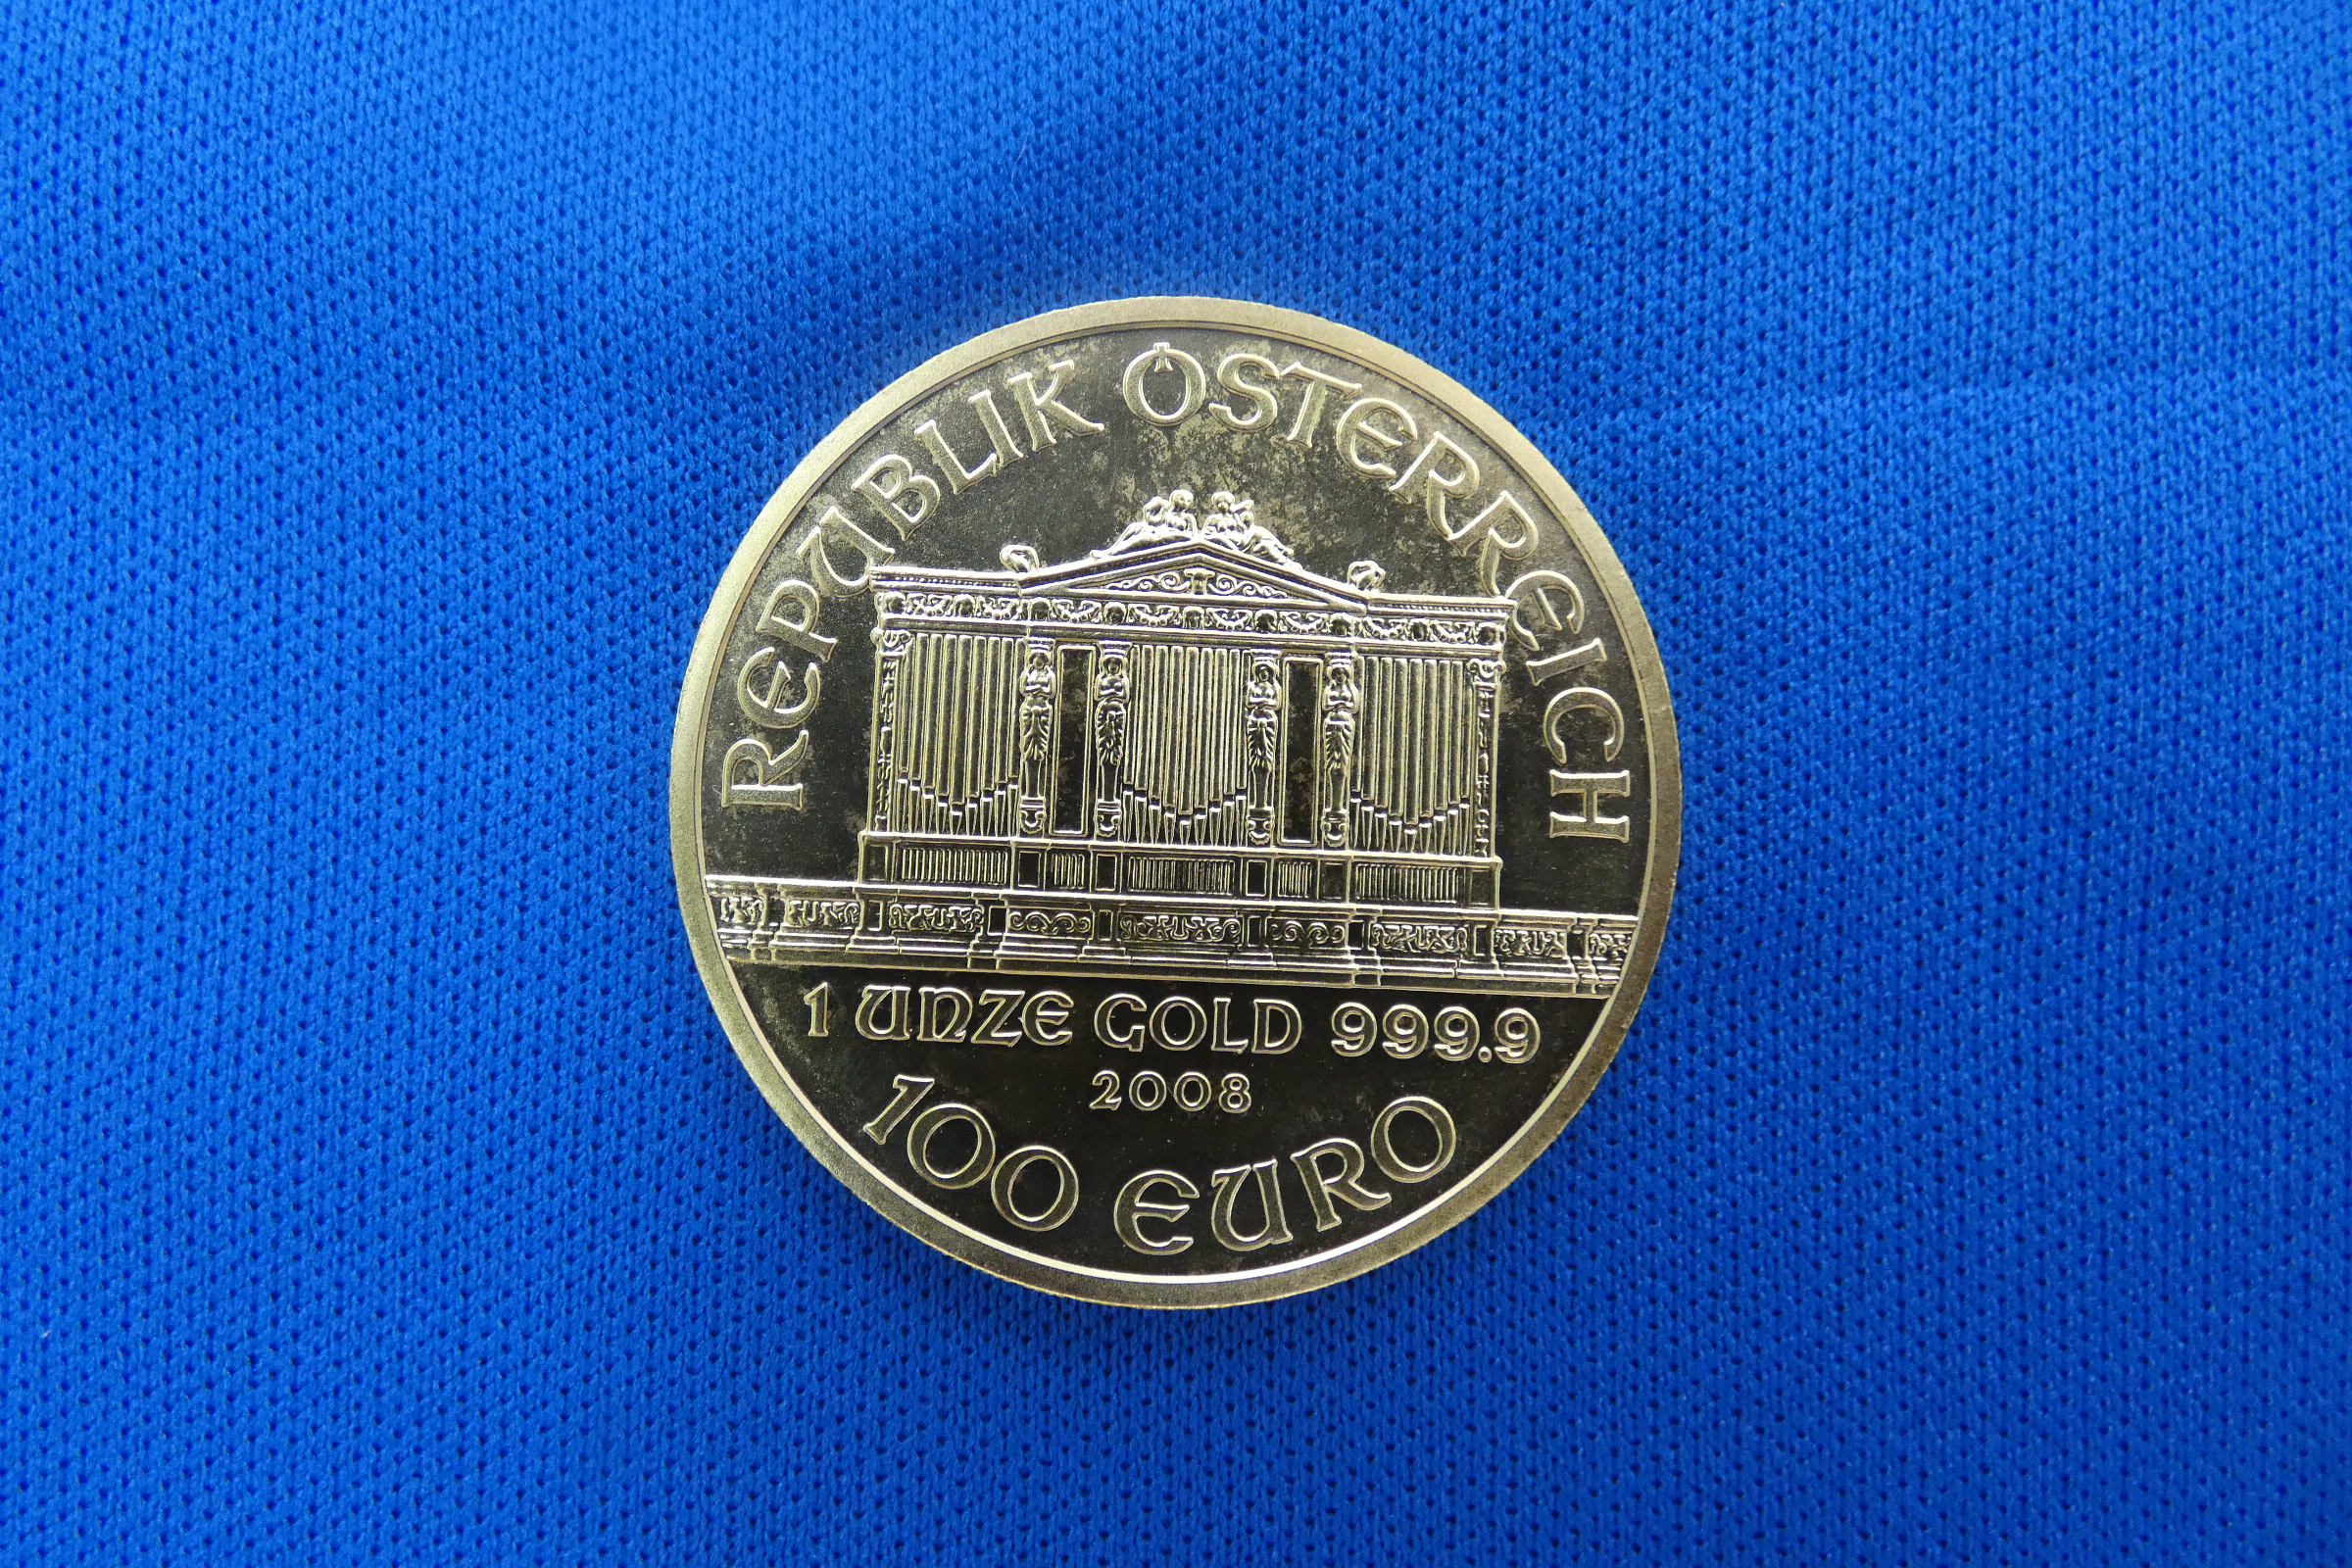 REPUBLIK ÖSTERREICH
1 UNZE GOLD 999.9
2008
100 EURO